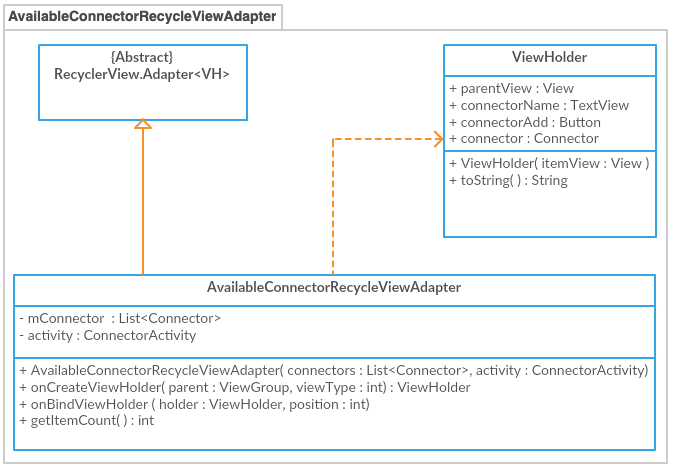 AvailableConnectorRecycleViewAdapter
{Abstract}
RecyclerView.Adapter<VH>
ViewHolder
+ parentView : View
+ connectorName : TextView
+ connectorAdd : Button
+ connector : Connector
+ ViewHolder( itemView : View )
+ toString( ) : String
AvailableConnectorRecycleViewAdapter
- mConnector : List<Connector>
- activity : ConnectorActivity
+ AvailableConnectorRecycleViewAdapter( connectors : List<Connector>, activity : ConnectorActivity)
+ onCreateViewHolder( parent : ViewGroup, viewType : int) : ViewHolder
+ onBindViewHolder ( holder : ViewHolder, position : int)
+ getItemCount( ) : int